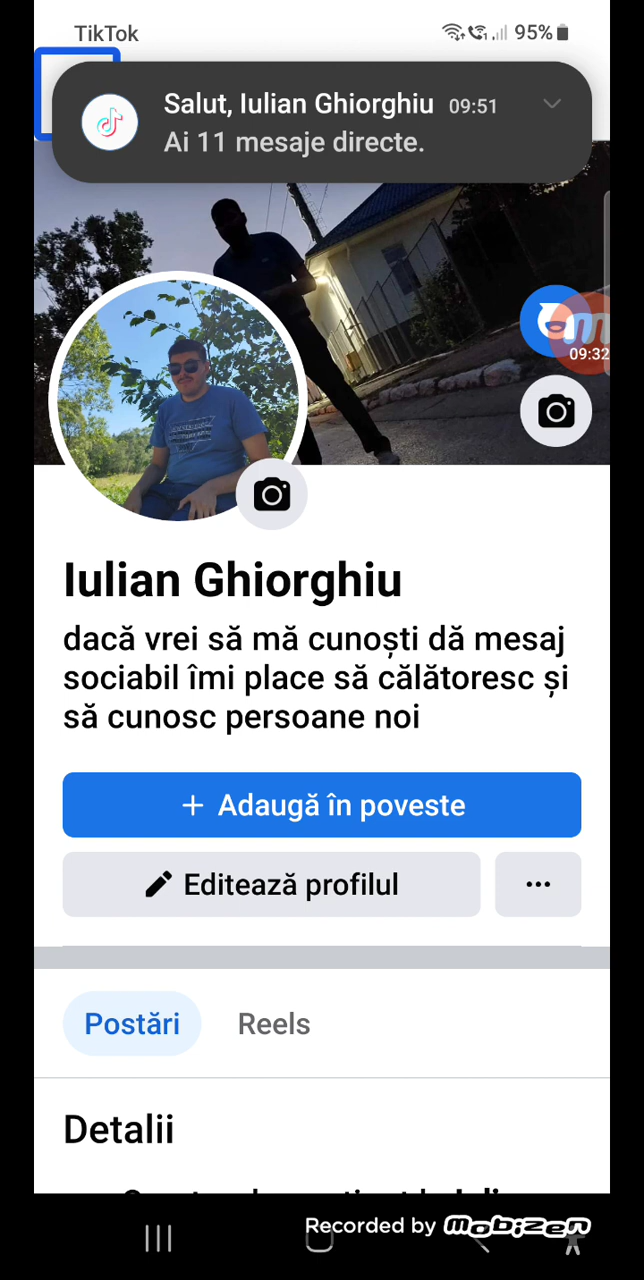 TikTok
95%
Salut, Iulian Ghiorghiu 09:51
Ai 11 mesaje directe.
09:32
Iulian Ghiorghiu
dacă vrei să mă cunoști dă mesaj
sociabil îmi place să călătoresc și
să cunosc persoane noi
+ Adaugă în poveste
Editează profilul
Postări Reels
Detalii
Recorded by mobizen